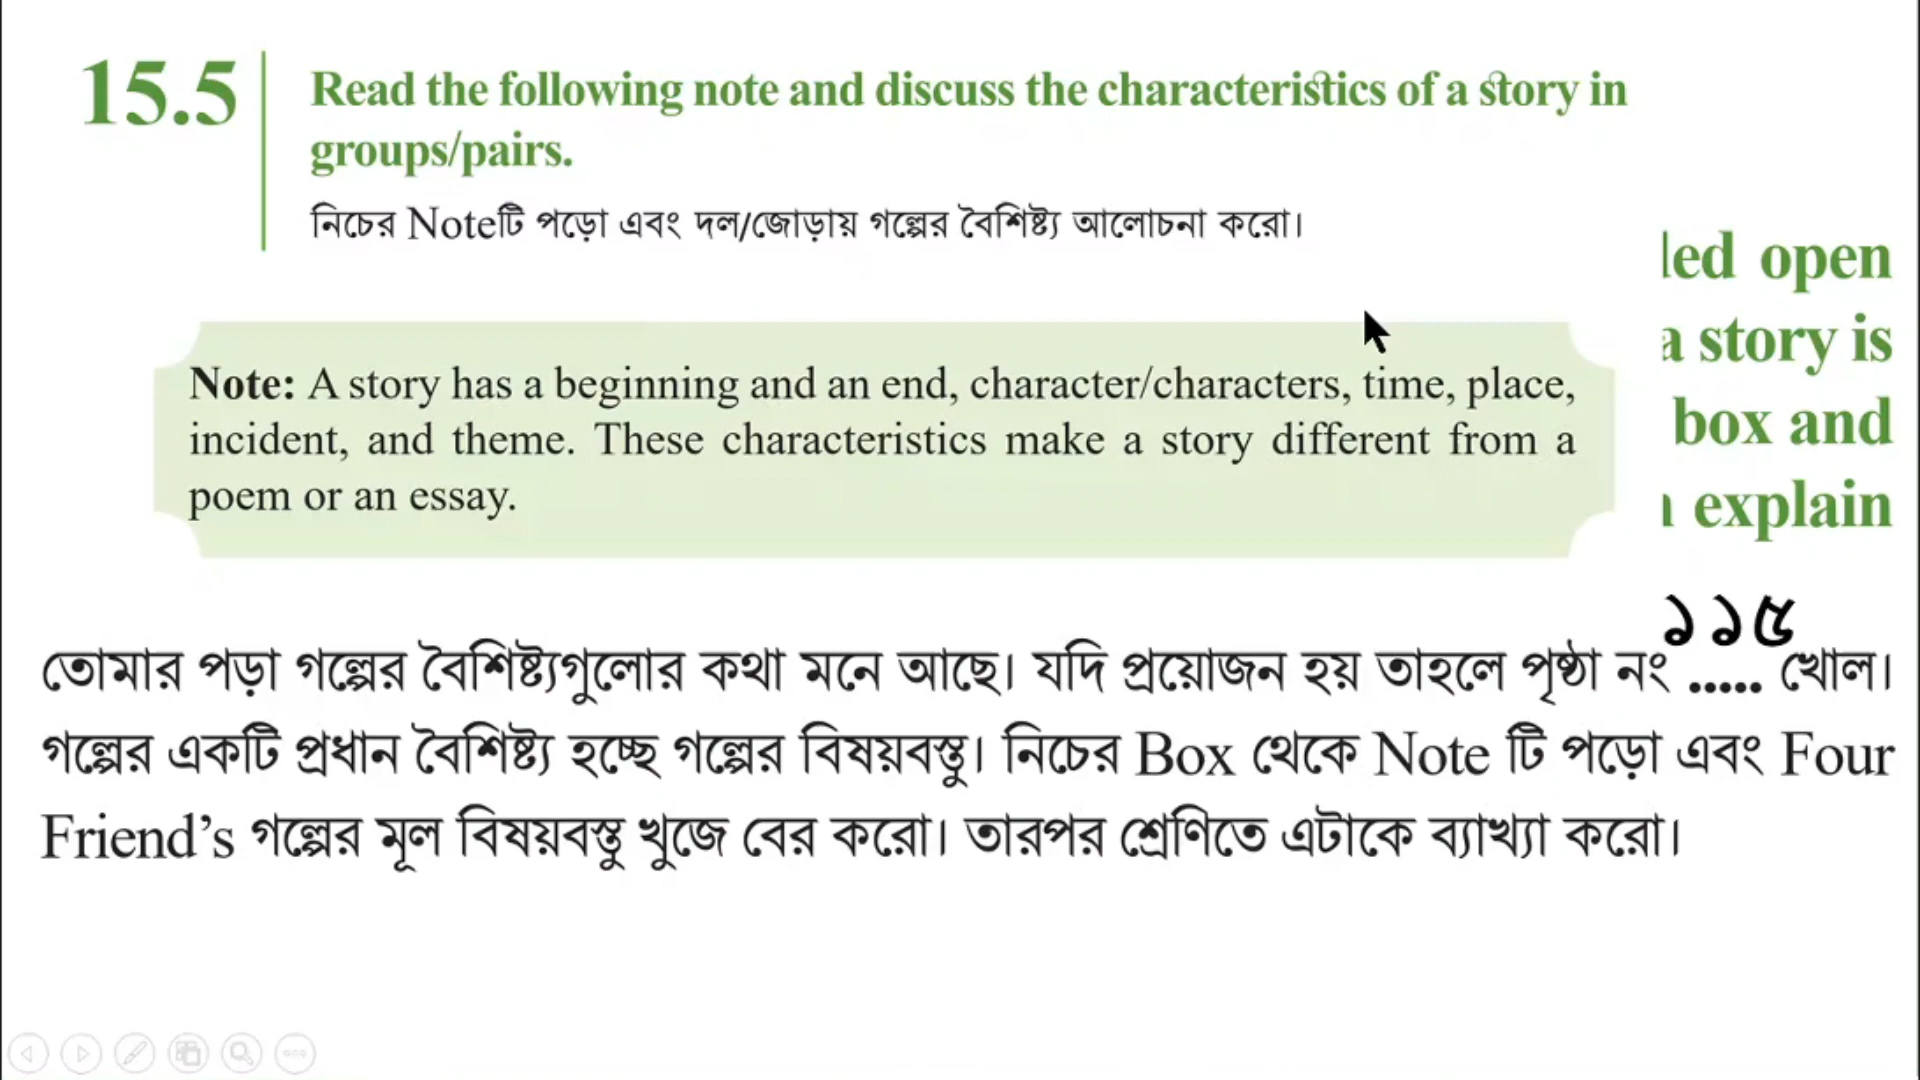 15.5
Read the following note and discuss the characteristics of a story in
groups/pairs.
নিচের Noteটি পড়ো এবং দল/জোড়ায় গল্পের বৈশিষ্ট্য আলোচনা করো।
open
a story is
box and
explain
Note: A story has a beginning and an end, character/characters, time, place,
incident, and theme. These characteristics make a story different from a
poem or an essay.
১১৫
তোমার পড়া গল্পের বৈশিষ্ট্যগুলোর কথা মনে আছে। যদি প্রয়োজন হয় তাহলে পৃষ্ঠা নং ..... খোল।
গল্পের একটি প্রধান বৈশিষ্ট্য হচ্ছে গল্পের বিষয়বস্তু। নিচের Box থেকে Note টি পড়ো এবং Four
Friend’s গল্পের মূল বিষয়বস্তু খুজে বের করো। তারপর শ্রেণিতে এটাকে ব্যাখ্যা করো।